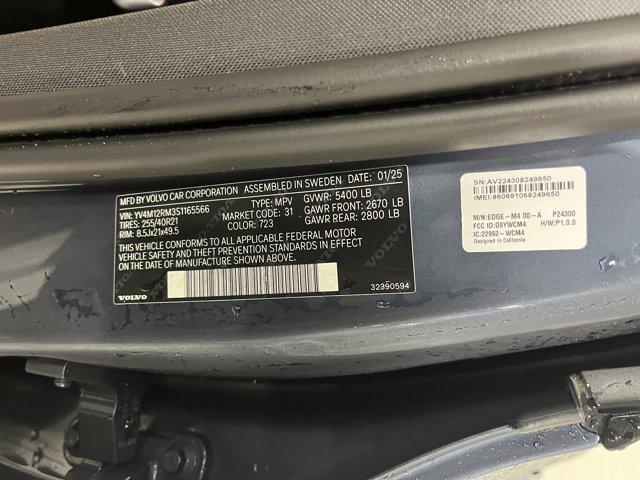 MFD BY VOLVO CAR CORPORATION ASSEMBLED IN SWEDEN DATE: 01/25
VIN: YV4M12RM3S1165566 TYPE: MPV GVWR: 5400 LB
TIRES: 255/40R21 MARKET CODE: 31 GAWR FRONT: 2670 LB
RIM: 8.5Jx21x49.5 COLOR: 723 GAWR REAR: 2800 LB
THIS VEHICLE CONFORMS TO ALL APPLICABLE FEDERAL MOTOR
VEHICLE SAFETY AND THEFT PREVENTION STANDARDS IN EFFECT ON
THE DATE OF MANUFACTURE SHOWN ABOVE.
VOLVO 32390594
SN:AV224308249650
IMEI:860691068249650
M/N:EDGE-M4 00-A P24300
FCC ID:09YWCM4 H/W:P1.0.0
IC:22952-WCM4
Designed in California